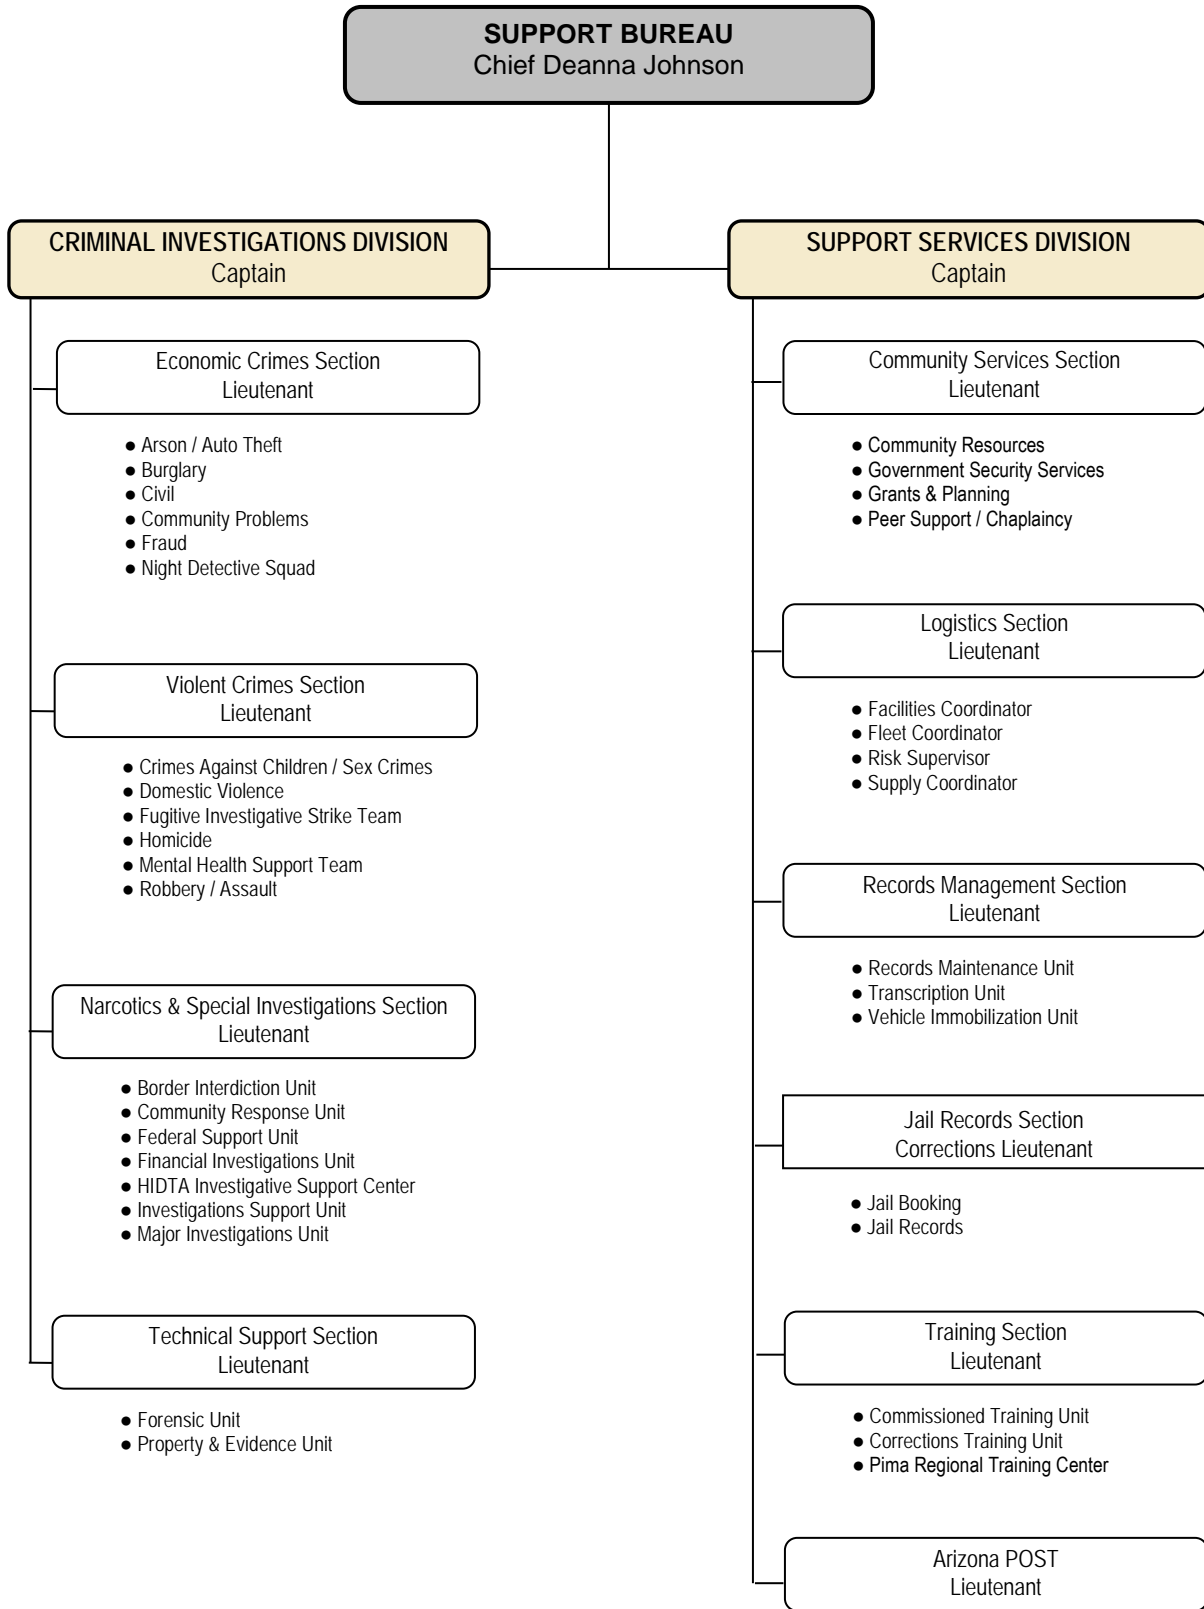 SUPPORT BUREAU
Chief Deanna Johnson
CRIMINAL INVESTIGATIONS DIVISION
Captain
Economic Crimes Section
Lieutenant
● Arson / Auto Theft
● Burglary
● Civil
● Community Problems
● Fraud
● Night Detective Squad
Violent Crimes Section
Lieutenant
● Crimes Against Children / Sex Crimes
● Domestic Violence
● Fugitive Investigative Strike Team
● Homicide
● Mental Health Support Team
● Robbery / Assault
Narcotics & Special Investigations Section
Lieutenant
● Border Interdiction Unit
● Community Response Unit
● Federal Support Unit
● Financial Investigations Unit
● HIDTA Investigative Support Center
● Investigations Support Unit
● Major Investigations Unit
Technical Support Section
Lieutenant
● Forensic Unit
● Property & Evidence Unit
SUPPORT SERVICES DIVISION
Captain
Community Services Section
Lieutenant
● Community Resources
● Government Security Services
● Grants & Planning
● Peer Support / Chaplaincy
Logistics Section
Lieutenant
● Facilities Coordinator
● Fleet Coordinator
● Risk Supervisor
● Supply Coordinator
Records Management Section
Lieutenant
● Records Maintenance Unit
● Transcription Unit
● Vehicle Immobilization Unit
Jail Records Section
Corrections Lieutenant
● Jail Booking
● Jail Records
Training Section
Lieutenant
● Commissioned Training Unit
● Corrections Training Unit
● Pima Regional Training Center
Arizona POST
Lieutenant